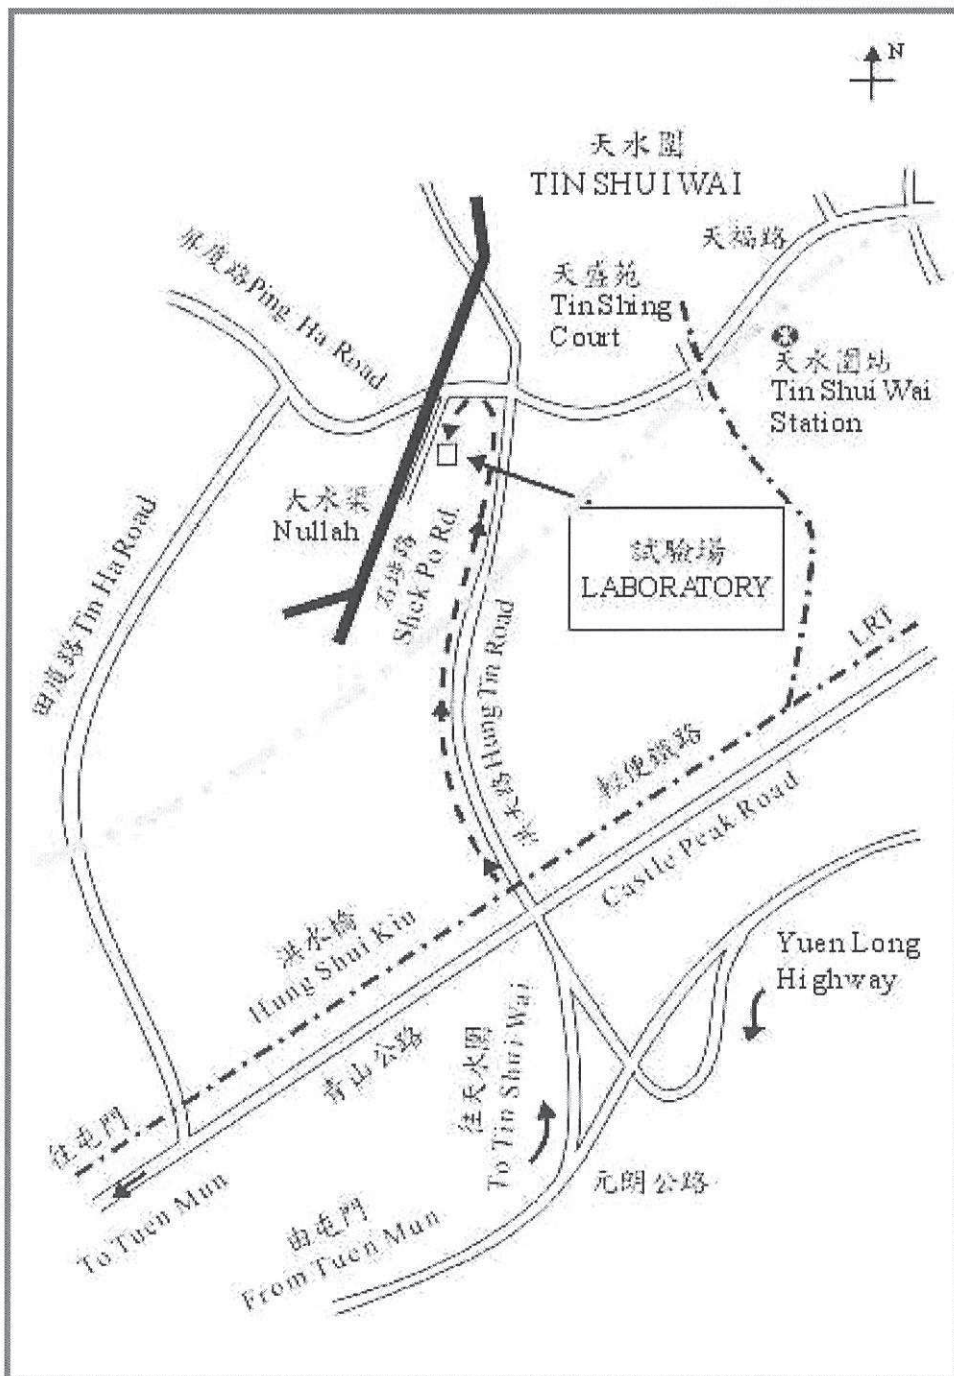 N
天水圍
TIN SHUI WAI
天福路
屏廈路 Ping Ha Road
天盛苑
Tin Shing
Court
天水圍站
Tin Shui Wai
Station
大水渠
Nullah
石埗路
Shek Po Rd.
試驗場
LABORATORY
田廈路 Tin Ha Road
洪天路 Hung Tin Road
輕便鐵路
LRT
Castle Peak Road
洪水橋
Hung Shui Kiu
青山公路
Yuen Long
Highway
往天水圍
To Tin Shui Wai
往屯門
To Tuen Mun
元朗公路
由屯門
From Tuen Mun